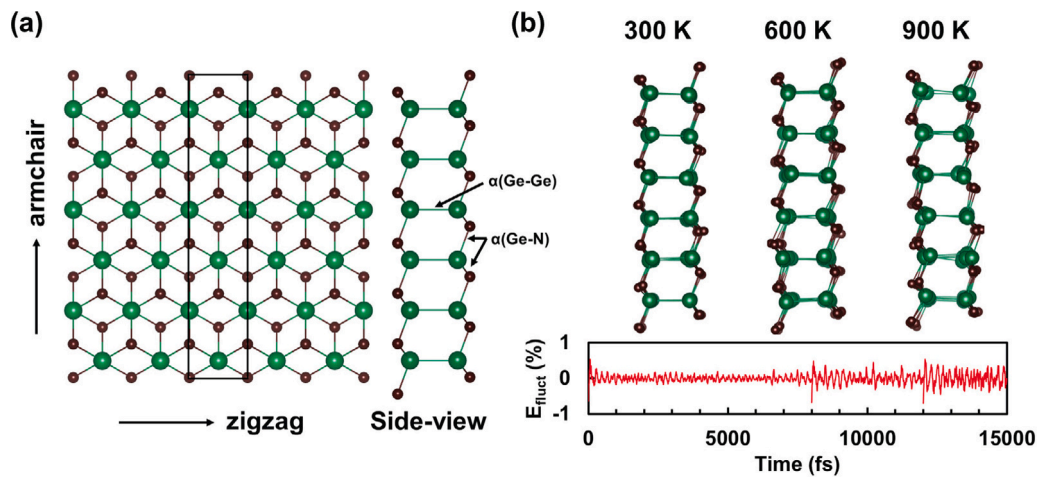 (a)
armchair
zigzag
Side-view
α(Ge-Ge)
α(Ge-N)
(b)
300 K 600 K 900 K
E_fluct (%)
1
0
-1
0 5000 10000 15000
Time (fs)